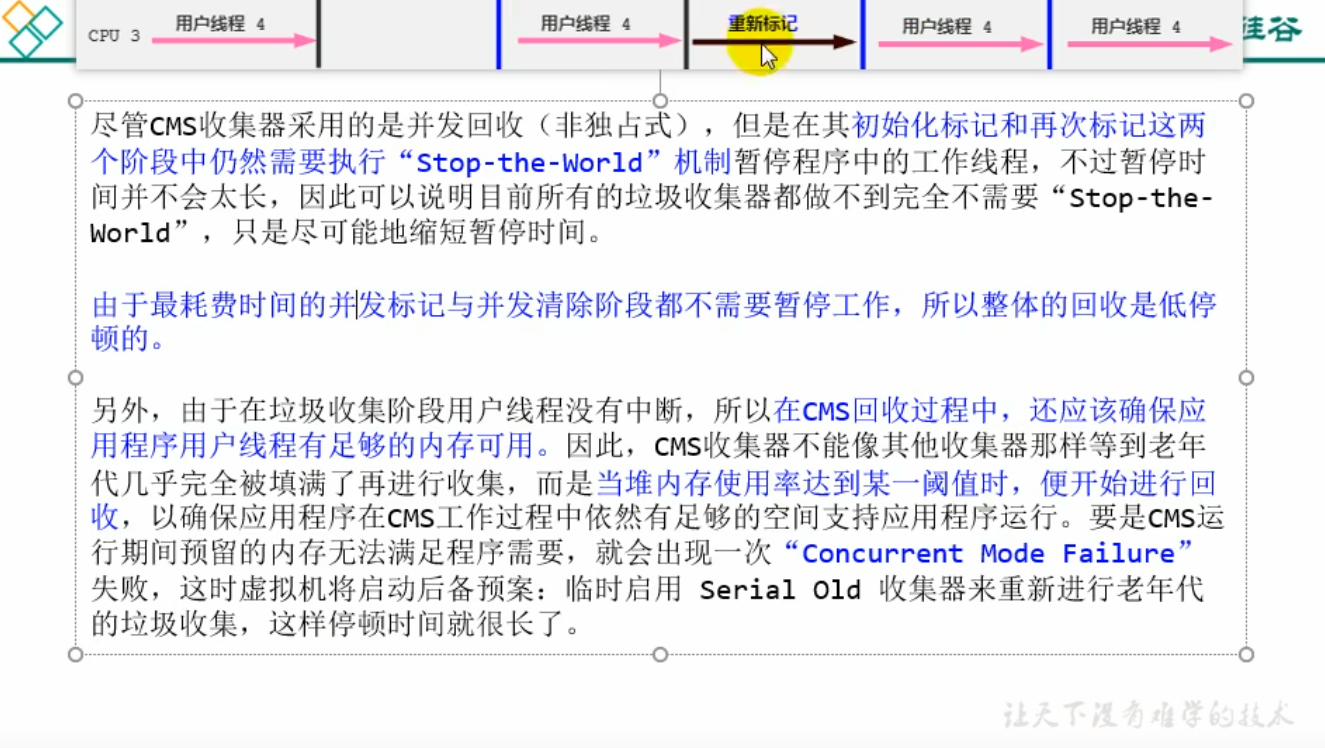 CPU 3 用户线程 4 用户线程 4 重新标记 用户线程 4 用户线程 4 硅谷
尽管CMS收集器采用的是并发回收（非独占式），但是在其初始化标记和再次标记这两
个阶段中仍然需要执行“Stop-the-World”机制暂停程序中的工作线程，不过暂停时
间并不会太长，因此可以说明目前所有的垃圾收集器都做不到完全不需要“Stop-the-
World”，只是尽可能地缩短暂停时间。
由于最耗费时间的并发标记与并发清除阶段都不需要暂停工作，所以整体的回收是低停
顿的。
另外，由于在垃圾收集阶段用户线程没有中断，所以在CMS回收过程中，还应该确保应
用程序用户线程有足够的内存可用。因此，CMS收集器不能像其他收集器那样等到老年
代几乎完全被填满了再进行收集，而是当堆内存使用率达到某一阈值时，便开始进行回
收，以确保应用程序在CMS工作过程中依然有足够的空间支持应用程序运行。要是CMS运
行期间预留的内存无法满足程序需要，就会出现一次“Concurrent Mode Failure”
失败，这时虚拟机将启动后备预案：临时启用 Serial Old 收集器来重新进行老年代
的垃圾收集，这样停顿时间就很长了。
让天下没有难学的技术